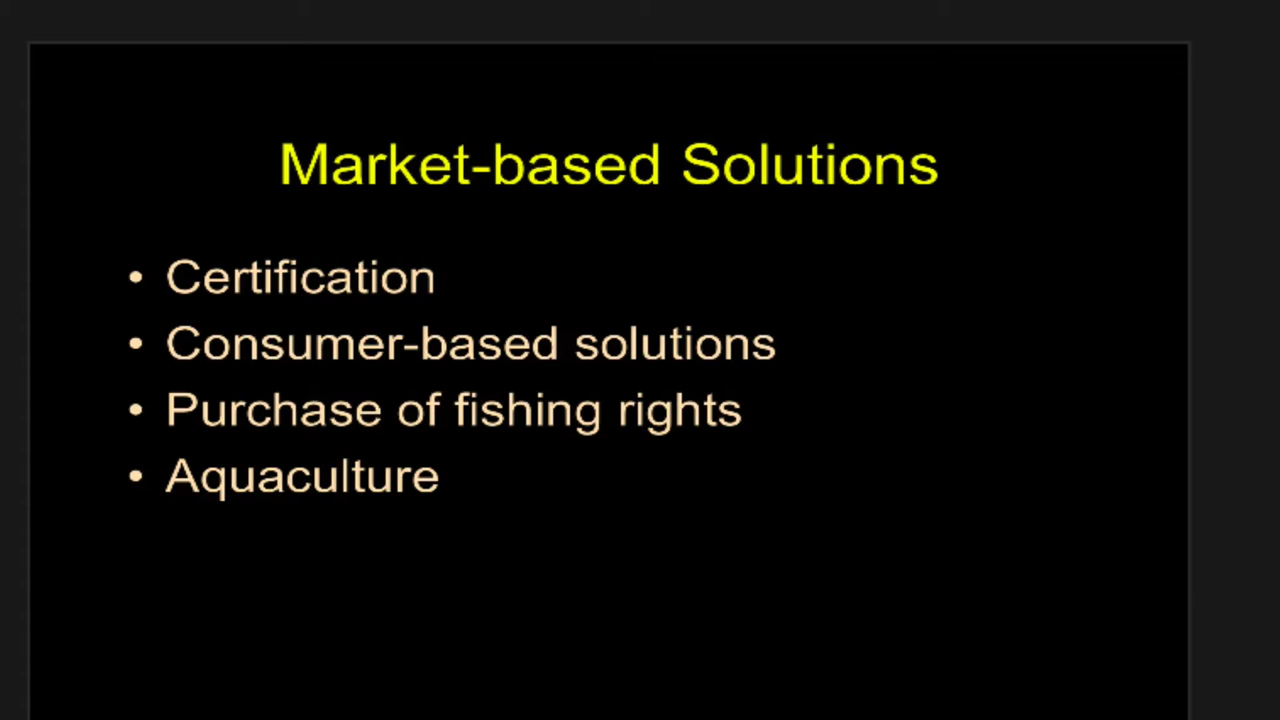 Market-based Solutions
• Certification
• Consumer-based solutions
• Purchase of fishing rights
• Aquaculture